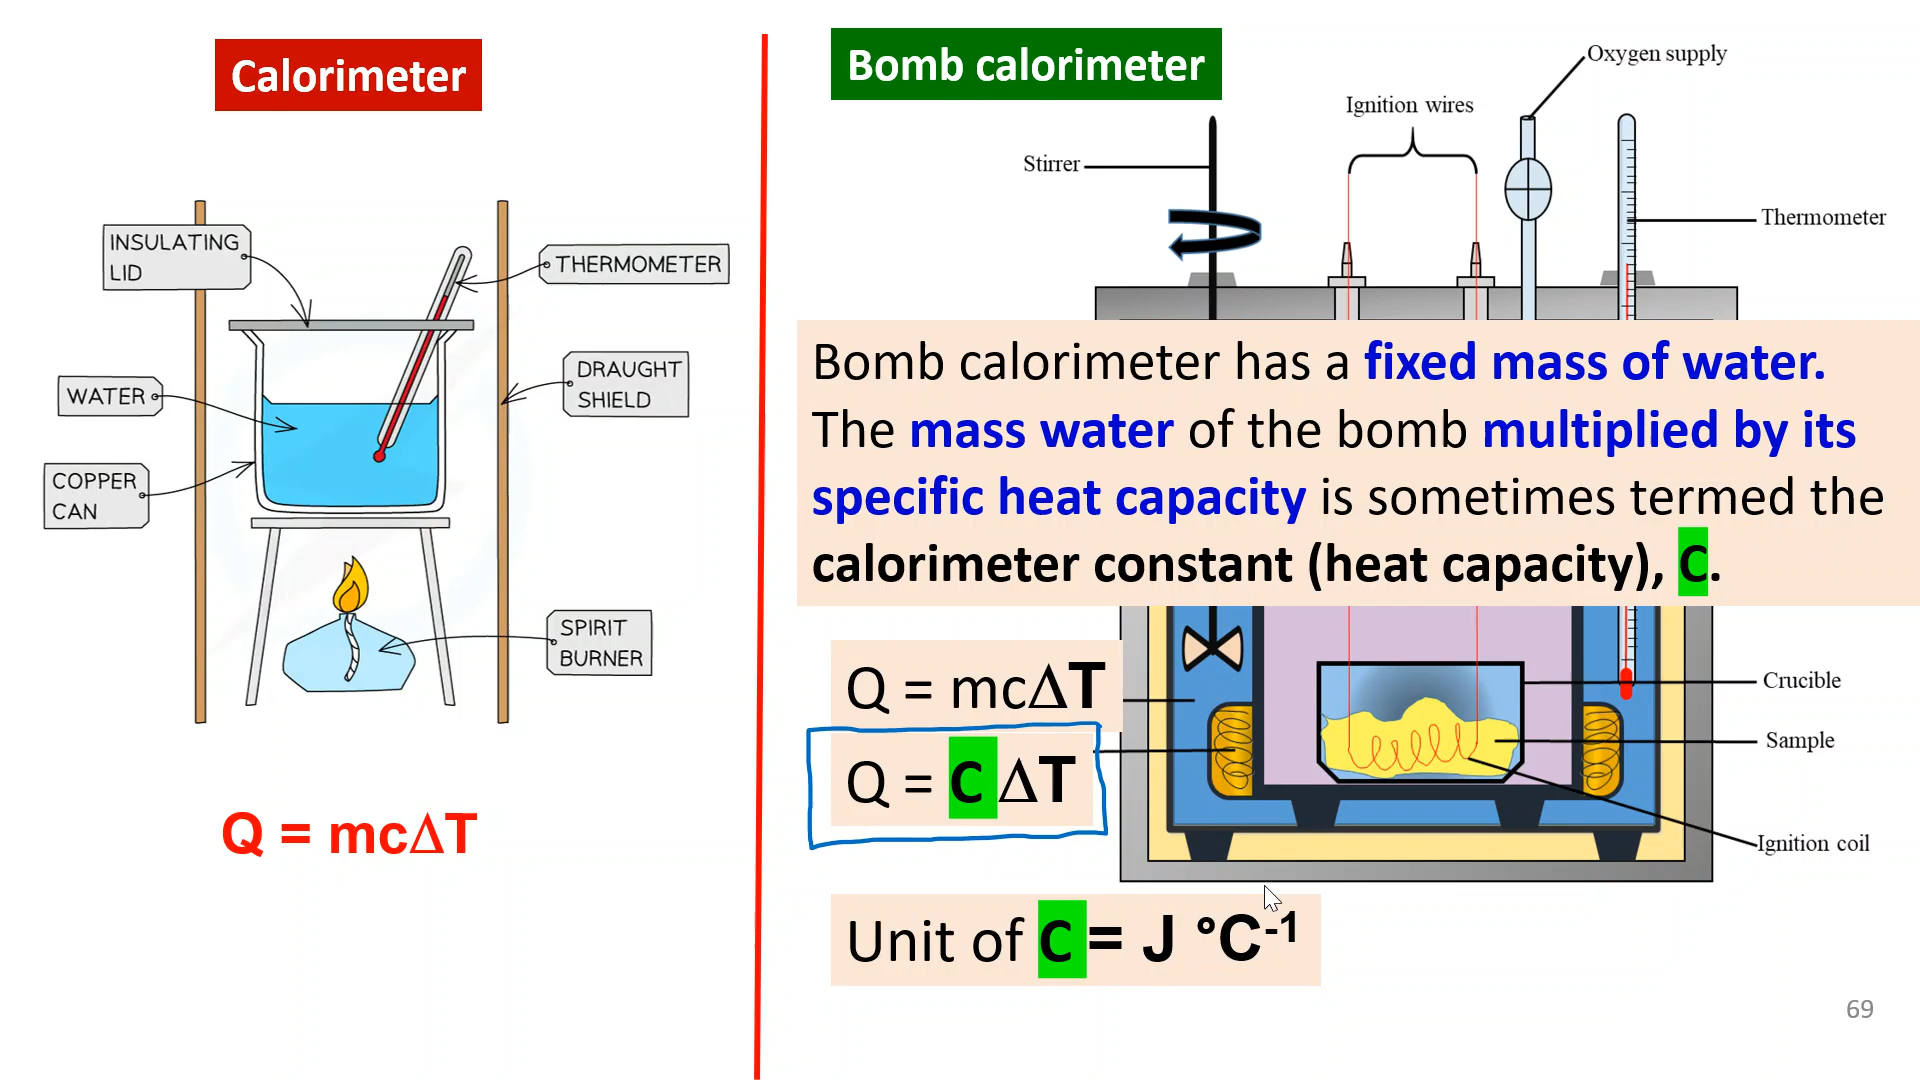 Calorimeter
INSULATING
LID
THERMOMETER
WATER
DRAUGHT
SHIELD
COPPER
CAN
SPIRIT
BURNER
Q = mcΔT
Bomb calorimeter
Oxygen supply
Ignition wires
Stirrer
Thermometer
Bomb calorimeter has a fixed mass of water.
The mass water of the bomb multiplied by its
specific heat capacity is sometimes termed the
calorimeter constant (heat capacity), C.
Q = mcΔT
Q = C ΔT
Crucible
Sample
Ignition coil
Unit of C = J °C⁻¹
69